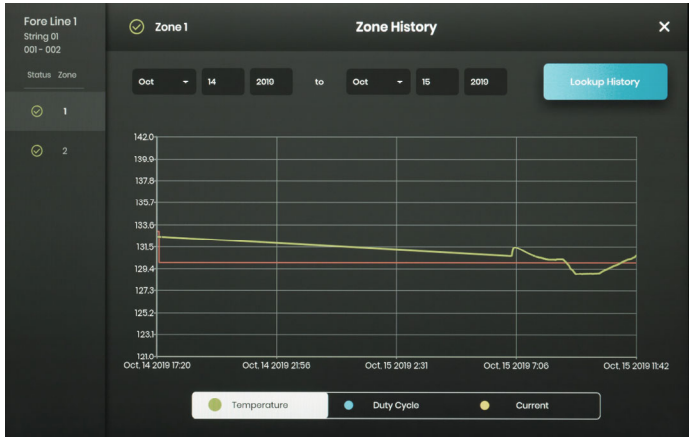 Fore Line 1
String 01
001 - 002
Status Zone
1
2
Zone 1
Zone History
Oct 14 2019 to Oct 15 2019
Lookup History
142.0
139.9
137.8
135.7
133.6
131.5
129.4
127.3
125.2
123.1
121.0
Oct, 14 2019 17:20 Oct, 14 2019 21:56 Oct, 15 2019 2:31 Oct, 15 2019 7:06 Oct, 15 2019 11:42
Temperature Duty Cycle Current